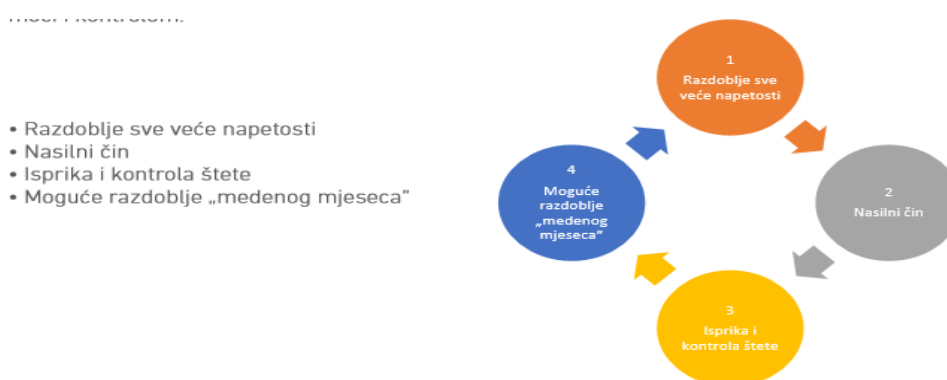 • Razdoblje sve veće napetosti
• Nasilni čin
• Isprika i kontrola štete
• Moguće razdoblje „medenog mjeseca”
1
Razdoblje sve
veće napetosti
2
Nasilni čin
3
Isprika i
kontrola štete
4
Moguće
razdoblje
„medenog
mjeseca”